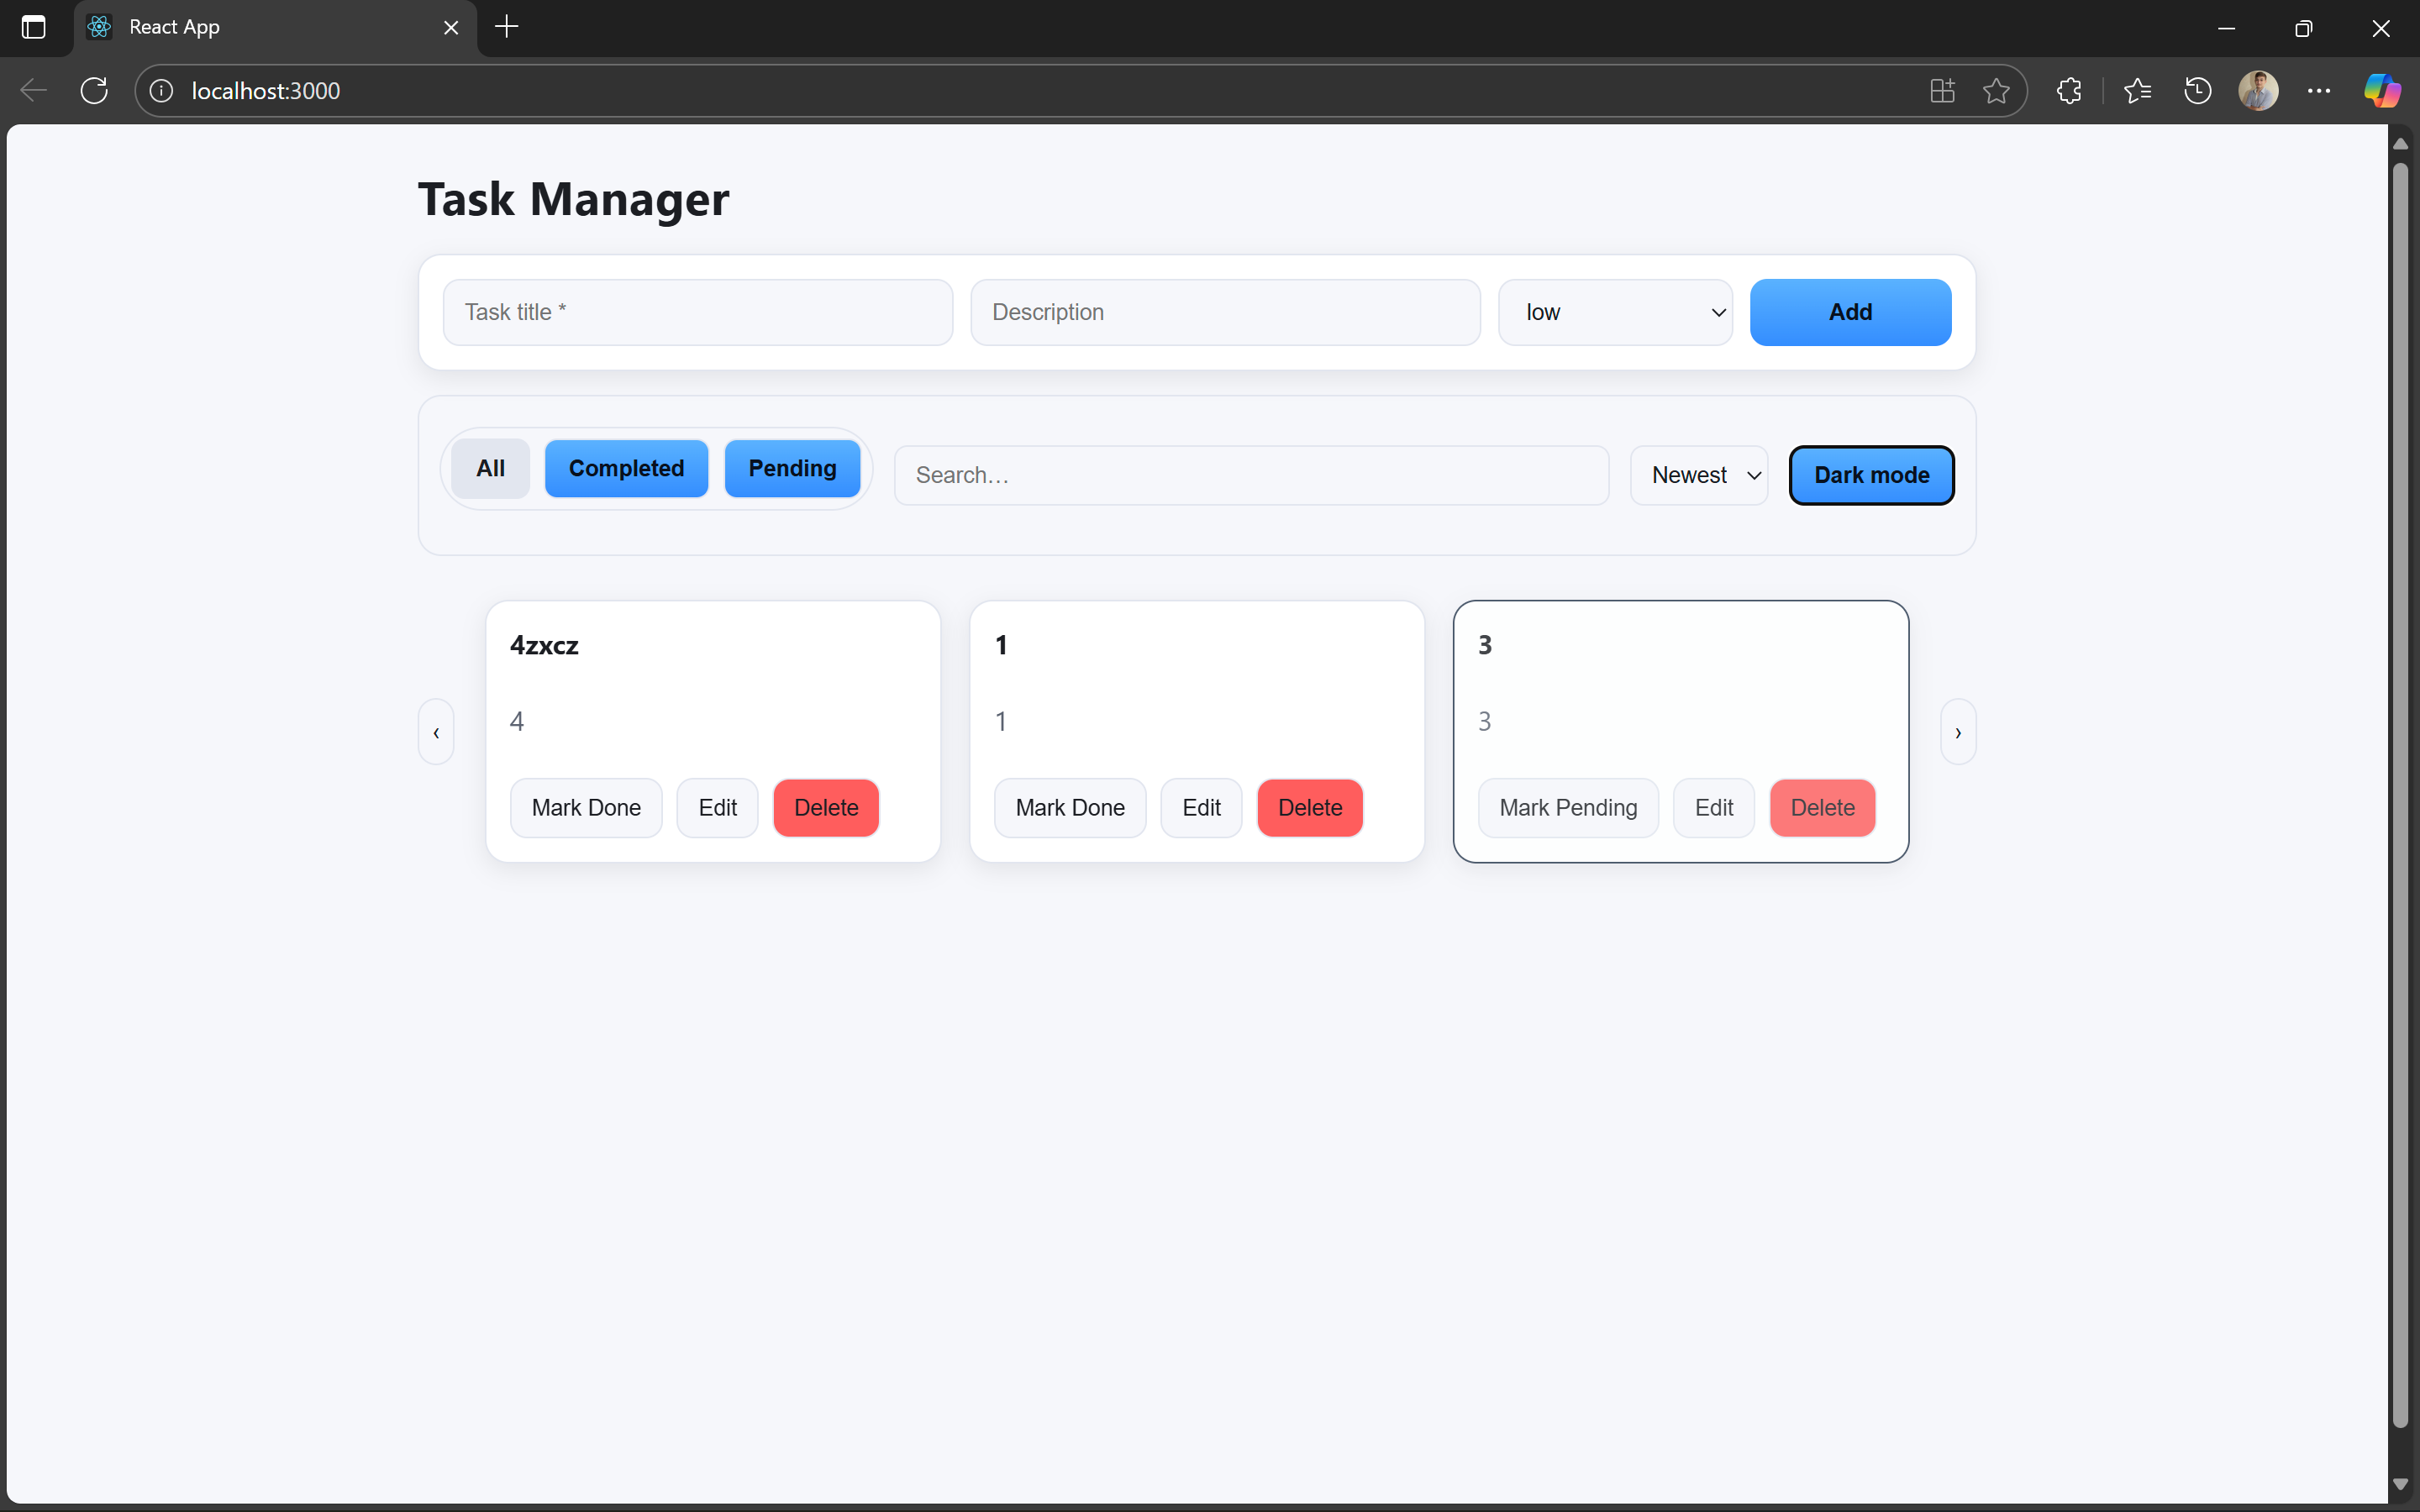 React App
localhost:3000
Task Manager
Task title * Description low Add
All Completed Pending Search... Newest Dark mode
4zxcz 1 3
4 1 3
‹ ›
Mark Done Edit Delete Mark Done Edit Delete Mark Pending Edit Delete